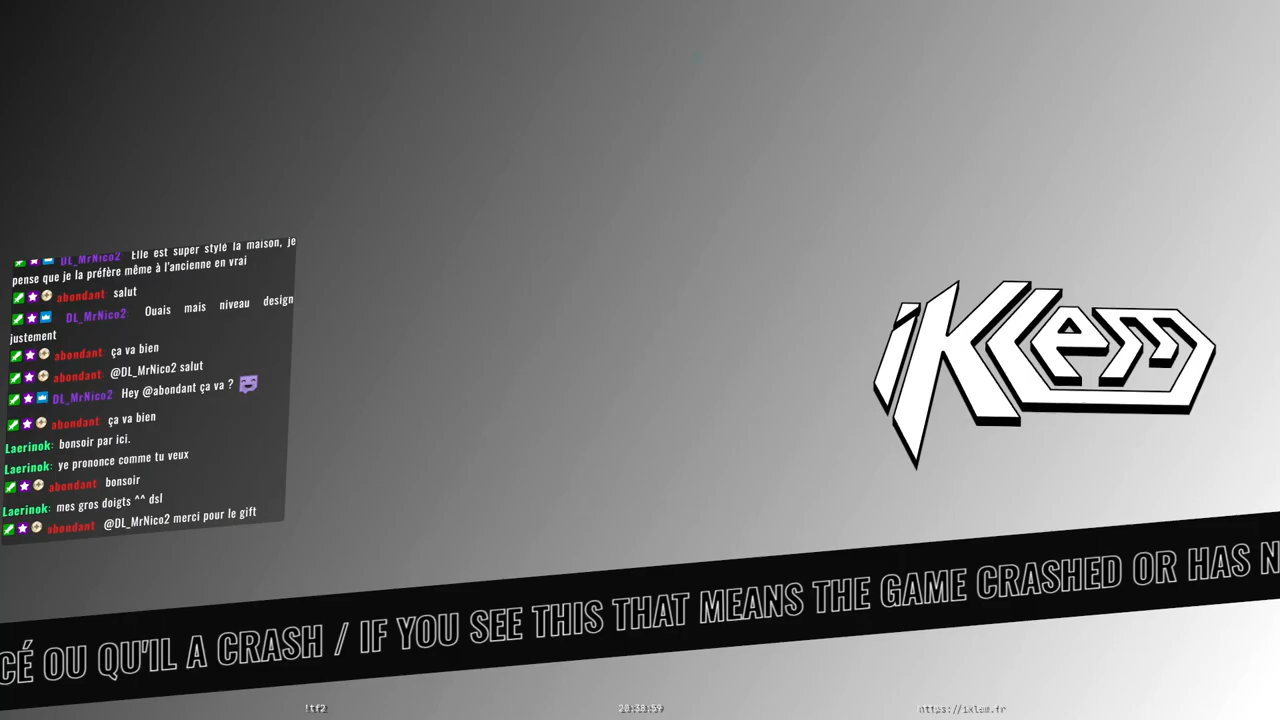 DL_MrNico2 Elle est super stylé la maison, je
pense que je la préfère même à l'ancienne en vrai
abondant salut
DL_MrNico2 Ouais mais niveau design
justement
abondant ça va bien
abondant @DL_MrNico2 salut
DL_MrNico2 Hey @abondant ça va ?
abondant ça va bien
Laerinok: bonsoir par ici.
Laerinok: ye prononce comme tu veux
abondant bonsoir
Laerinok: mes gros doigts ^^ dsl
abondant @DL_MrNico2 merci pour le gift
iKlem
CÉ OU QU'IL A CRASH / IF YOU SEE THIS THAT MEANS THE GAME CRASHED OR HAS N
!tf2
20:38:59
https://iklem.fr